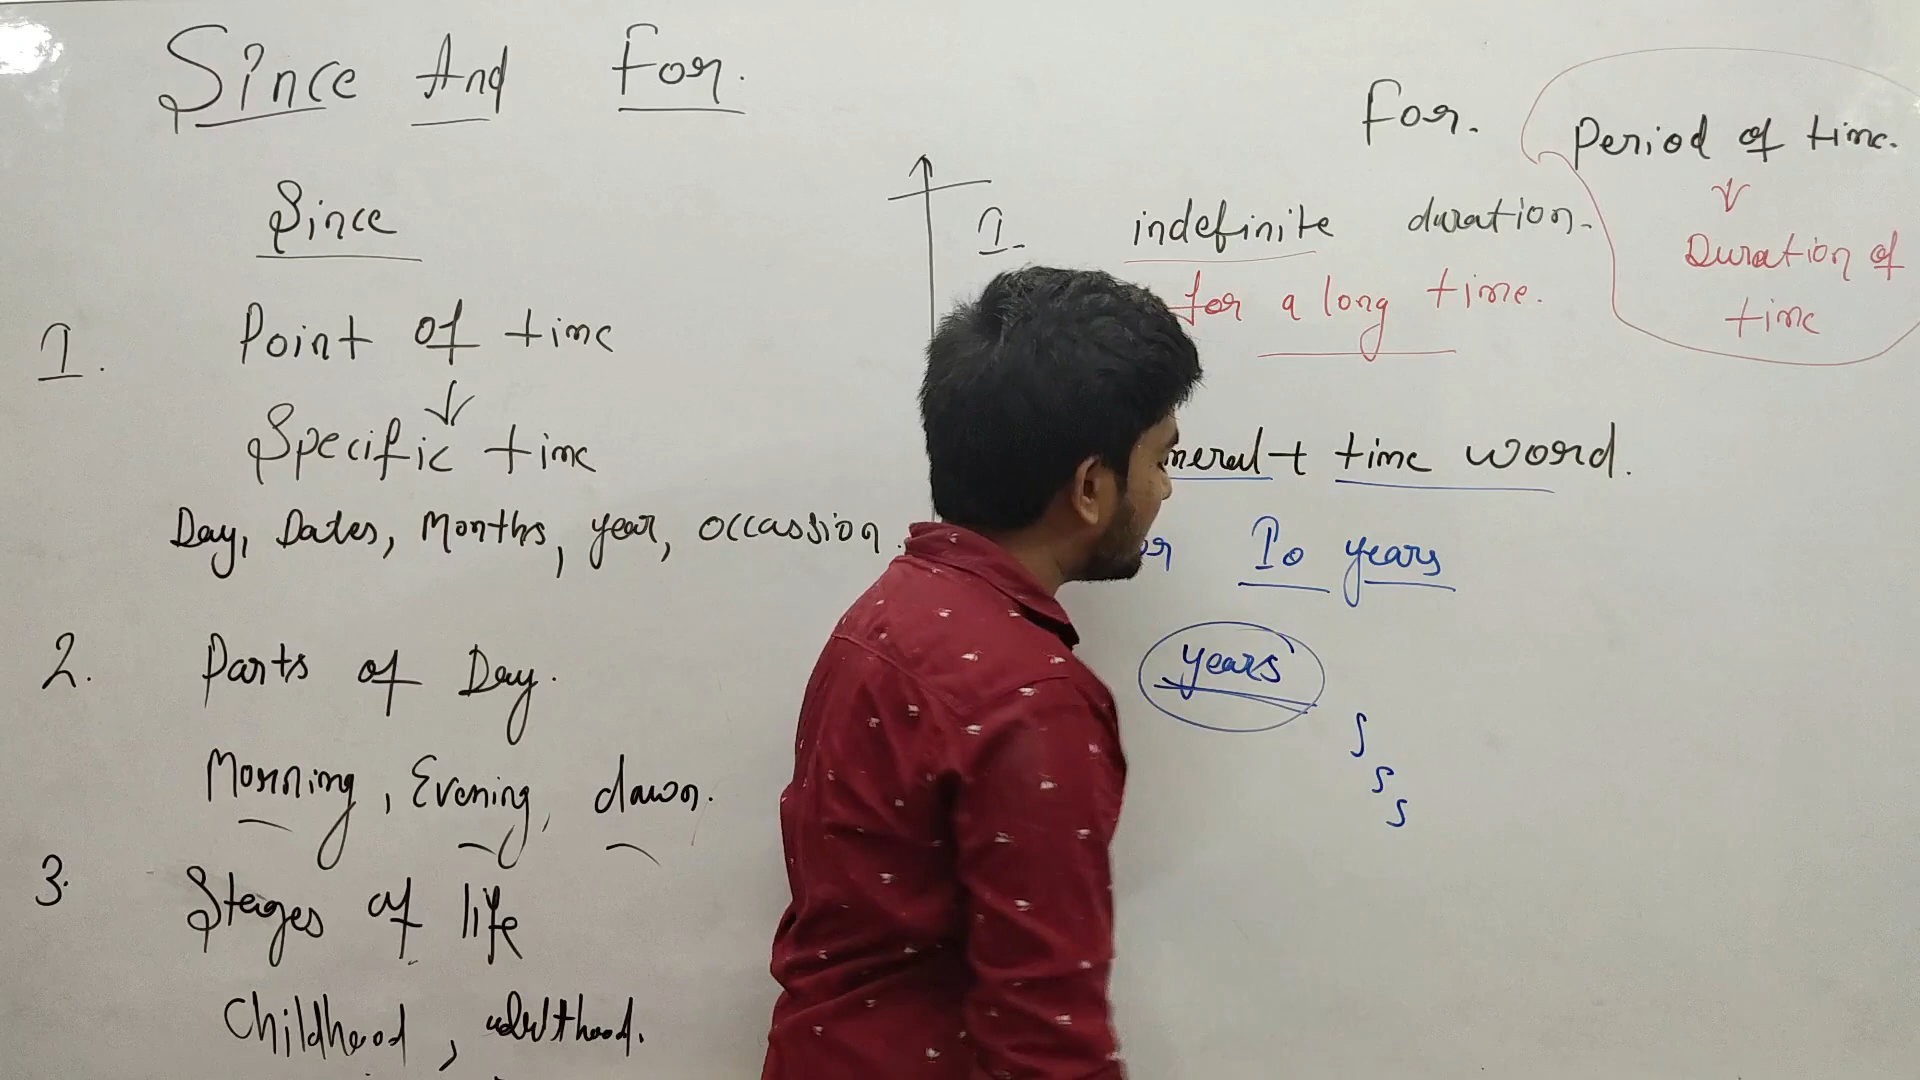 Since And For.
Since
1. Point of time
Specific time
Day, Dates, Months, year, occassion.
2. Parts of Day.
Morning, Evening, dawn.
3. Stages of life
Childhood, adulthood.
For.
Period of time.
Duration of
time
1. indefinite duration.
for a long time.
time word.
10 years
years
s
s
s